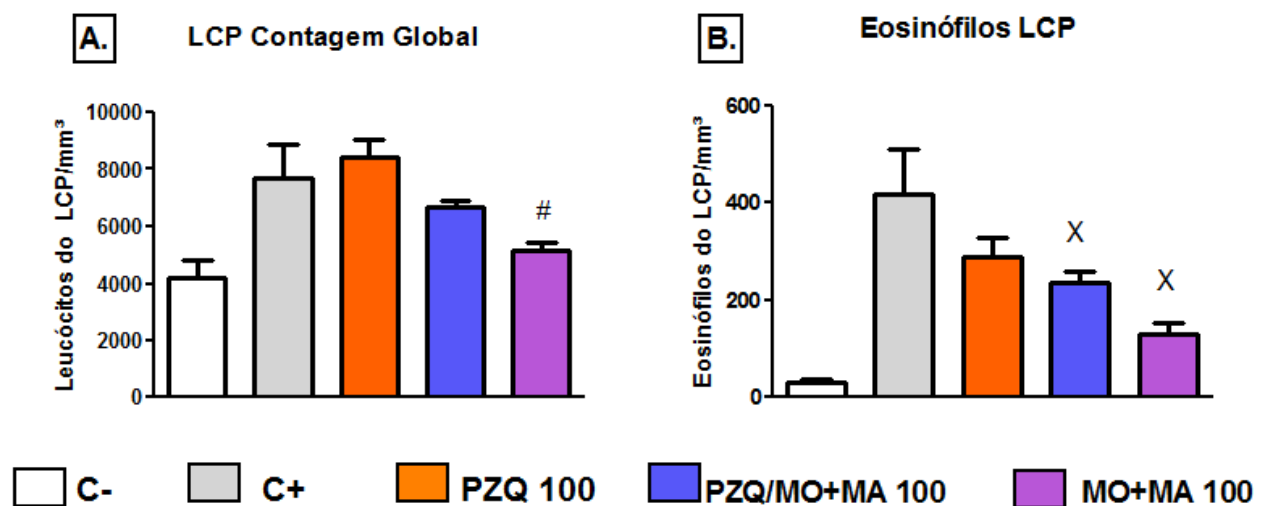 A.
LCP Contagem Global
Leucócitos do LCP/mm³
10000
8000
6000
4000
2000
0
#
B.
Eosinófilos LCP
Eosinófilos do LCP/mm³
600
400
200
0
X
X
C-
C+
PZQ 100
PZQ/MO+MA 100
MO+MA 100